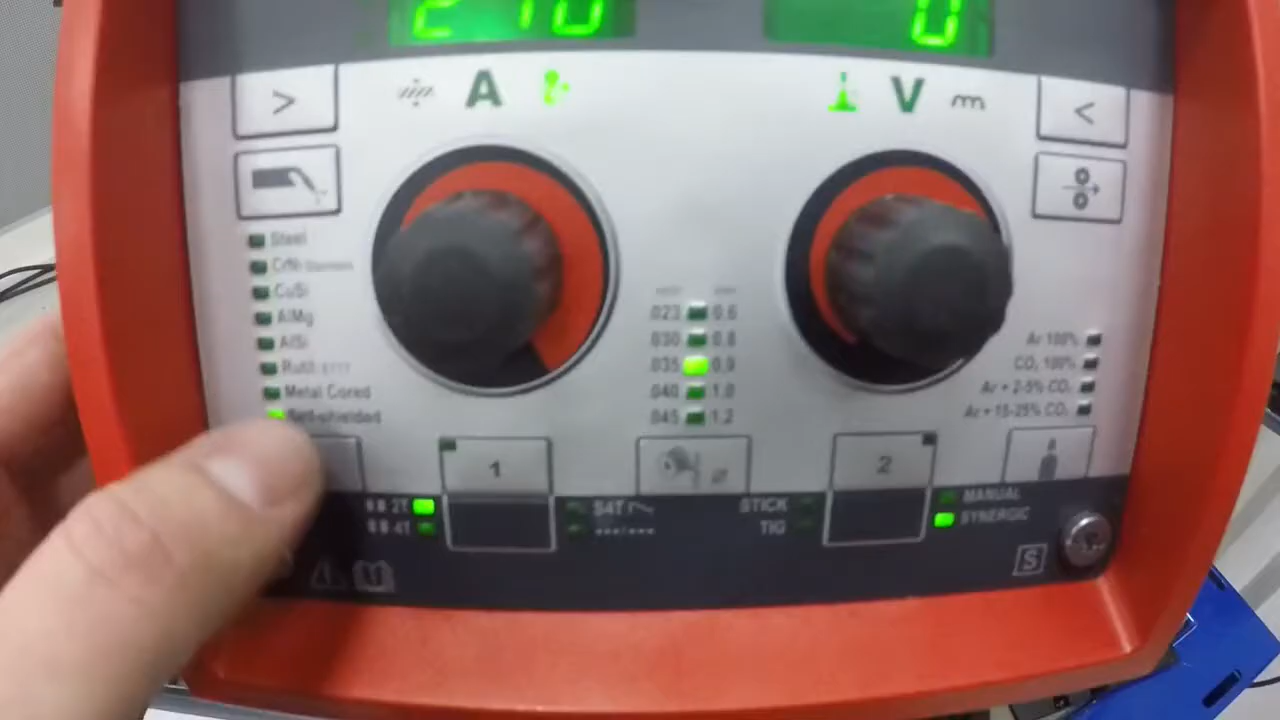 210
0
> A V <
Steel
CrNi Stainless
CuSi
AlMg
AlSi
Rutil E71T
Metal Cored
Self-shielded
.023 0.6
.030 0.8
.035 0.9
.040 1.0
.045 1.2
Ar 100%
CO₂ 100%
Ar + 2-5% CO₂
Ar + 15-25% CO₂
1
2
2T
4T
S4T
STICK
TIG
MANUAL
SYNERGIC
S